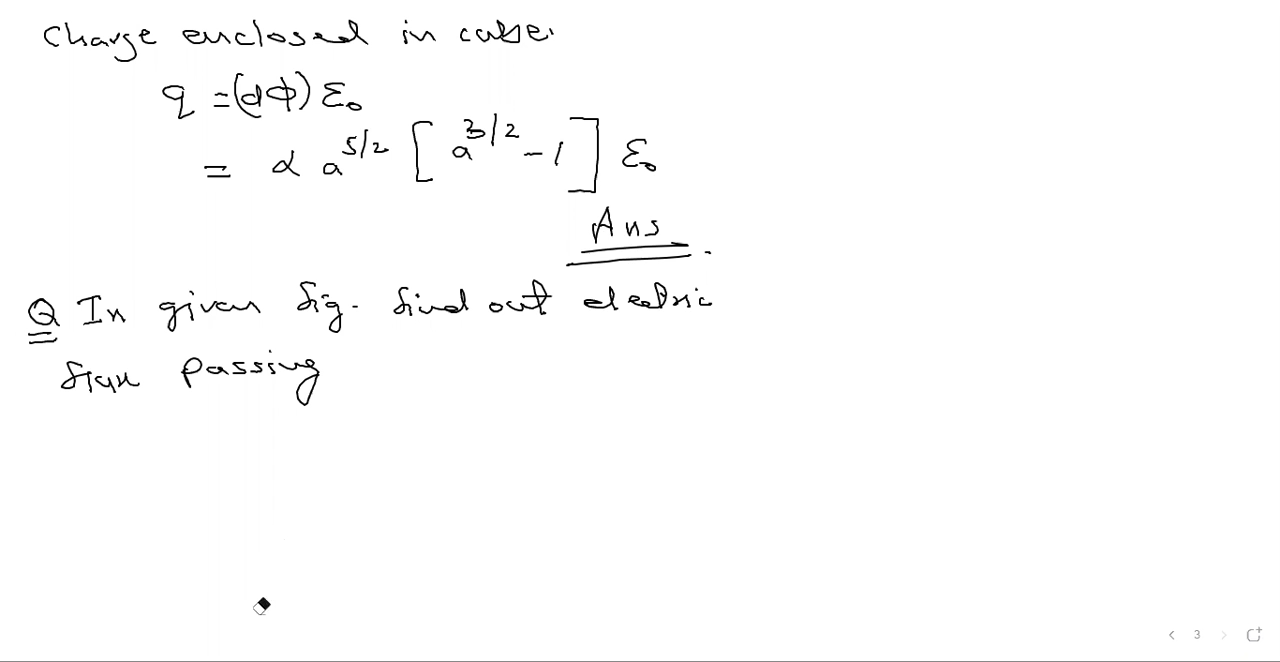 Charge enclosed in cube.
q = (dΦ) ε₀
= α a^5/2 [ a^3/2 - 1 ] ε₀
Ans .
Q In given fig. find out electric
flux passing
3